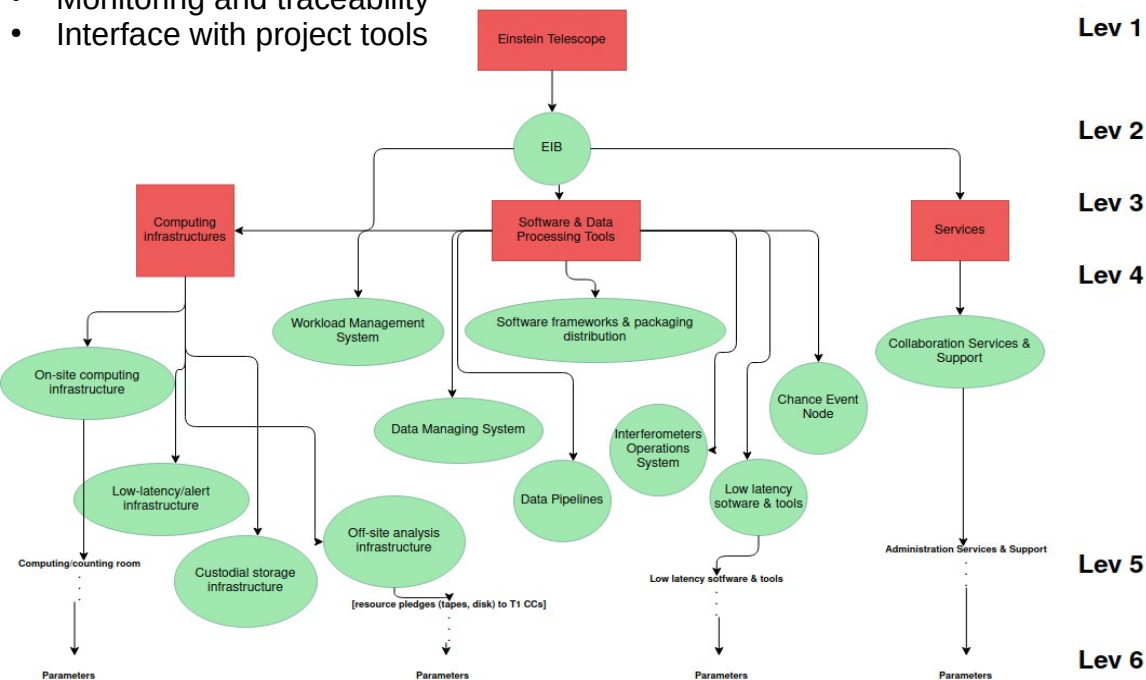 • Monitoring and traceability
• Interface with project tools
Einstein Telescope
Lev 1
EIB
Lev 2
Computing
infrastructures
Software & Data
Processing Tools
Services
Lev 3
Lev 4
Workload Management
System
Software frameworks & packaging
distribution
Collaboration Services &
Support
On-site computing
infrastructure
Chance Event
Node
Data Managing System
Interferometers
Operations
System
Low-latency/alert
infrastructure
Data Pipelines
Low latency
sotware & tools
Off-site analysis
infrastructure
Custodial storage
infrastructure
Computing/counting room
[resource pledges (tapes, disk) to T1 CCs]
Low latency sotfware & tools
Administration Services & Support
Lev 5
Parameters
Parameters
Parameters
Parameters
Lev 6